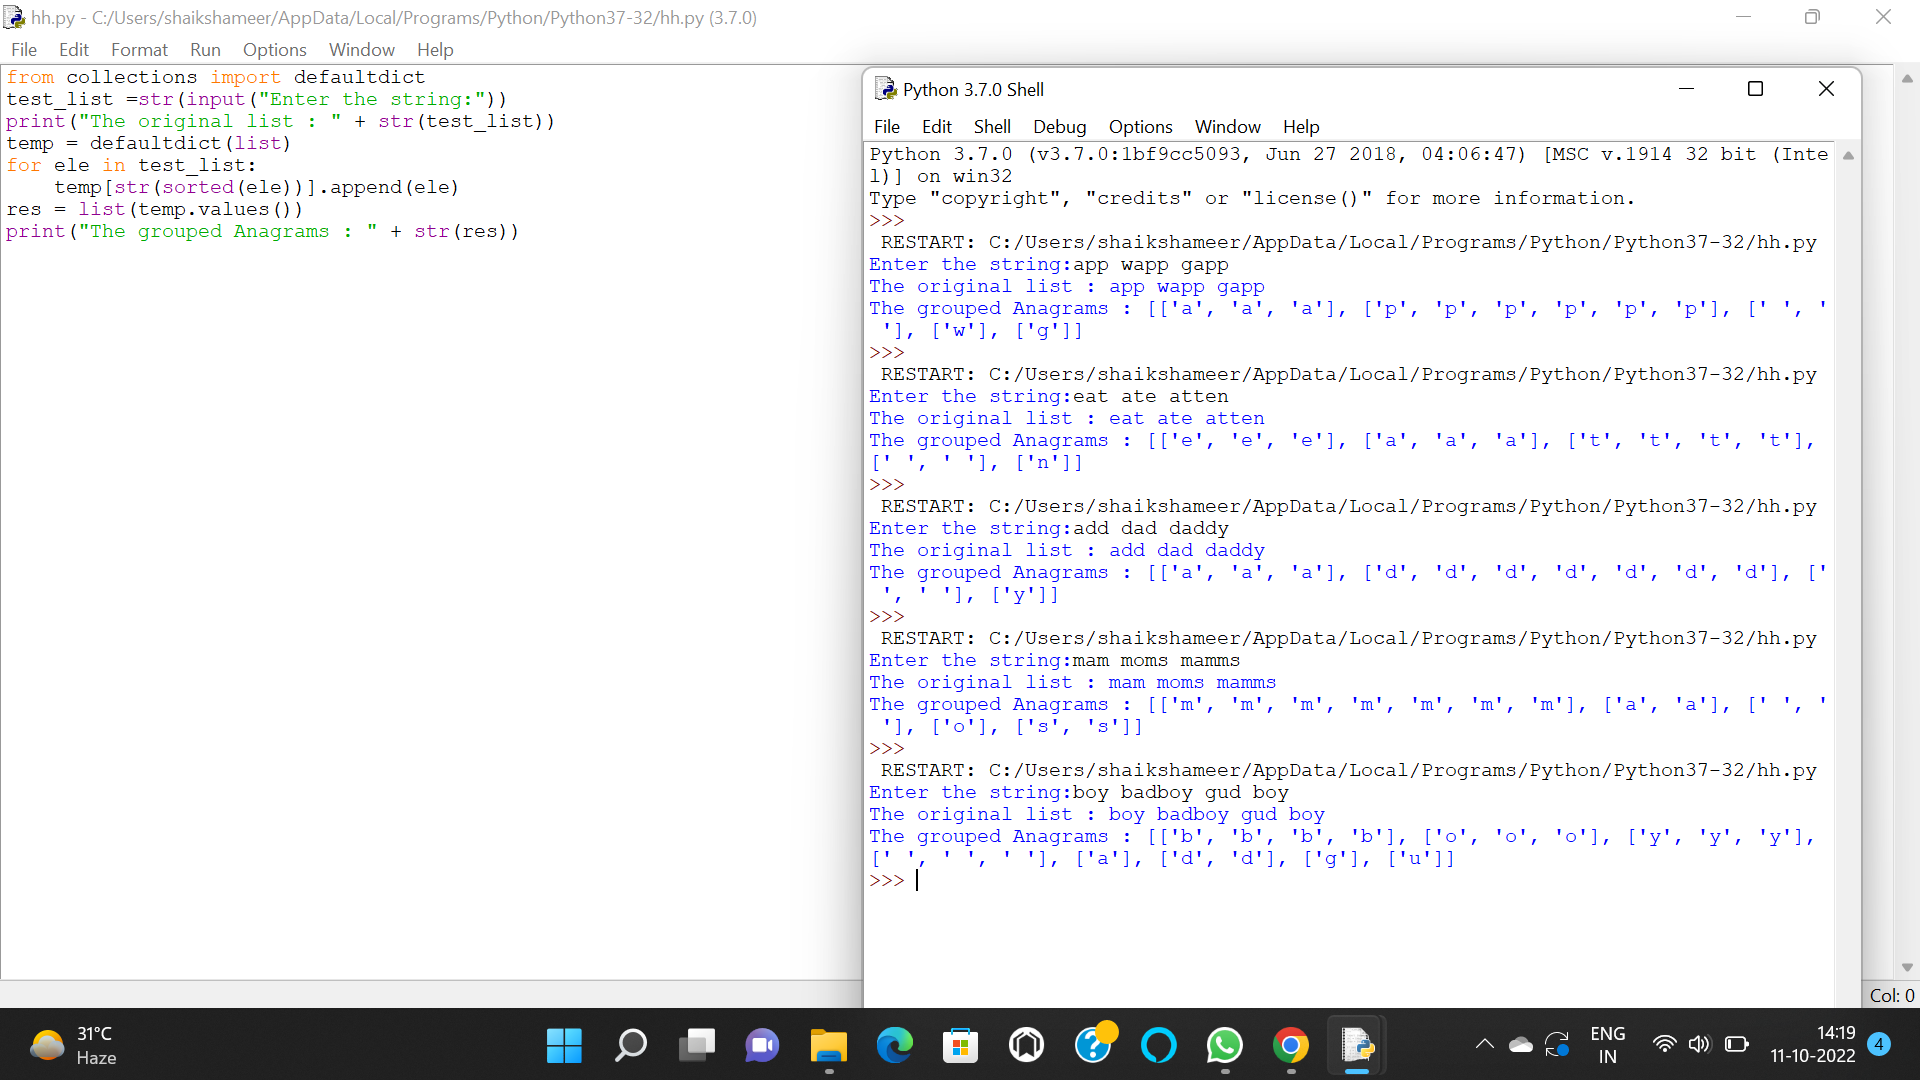 hh.py - C:/Users/shaikshameer/AppData/Local/Programs/Python/Python37-32/hh.py (3.7.0)
File Edit Format Run Options Window Help
from collections import defaultdict
test_list =str(input("Enter the string:"))
print("The original list : " + str(test_list))
temp = defaultdict(list)
for ele in test_list:
    temp[str(sorted(ele))].append(ele)
res = list(temp.values())
print("The grouped Anagrams : " + str(res))
Python 3.7.0 Shell
File Edit Shell Debug Options Window Help
Python 3.7.0 (v3.7.0:1bf9cc5093, Jun 27 2018, 04:06:47) [MSC v.1914 32 bit (Inte
l)] on win32
Type "copyright", "credits" or "license()" for more information.
>>>
 RESTART: C:/Users/shaikshameer/AppData/Local/Programs/Python/Python37-32/hh.py
Enter the string:app wapp gapp
The original list : app wapp gapp
The grouped Anagrams : [['a', 'a', 'a'], ['p', 'p', 'p', 'p', 'p', 'p'], [' ', '
 '], ['w'], ['g']]
>>>
 RESTART: C:/Users/shaikshameer/AppData/Local/Programs/Python/Python37-32/hh.py
Enter the string:eat ate atten
The original list : eat ate atten
The grouped Anagrams : [['e', 'e', 'e'], ['a', 'a', 'a'], ['t', 't', 't', 't'],
[' ', ' '], ['n']]
>>>
 RESTART: C:/Users/shaikshameer/AppData/Local/Programs/Python/Python37-32/hh.py
Enter the string:add dad daddy
The original list : add dad daddy
The grouped Anagrams : [['a', 'a', 'a'], ['d', 'd', 'd', 'd', 'd', 'd', 'd'], ['
 ', ' '], ['y']]
>>>
 RESTART: C:/Users/shaikshameer/AppData/Local/Programs/Python/Python37-32/hh.py
Enter the string:mam moms mamms
The original list : mam moms mamms
The grouped Anagrams : [['m', 'm', 'm', 'm', 'm', 'm', 'm'], ['a', 'a'], [' ', '
 '], ['o'], ['s', 's']]
>>>
 RESTART: C:/Users/shaikshameer/AppData/Local/Programs/Python/Python37-32/hh.py
Enter the string:boy badboy gud boy
The original list : boy badboy gud boy
The grouped Anagrams : [['b', 'b', 'b', 'b'], ['o', 'o', 'o'], ['y', 'y', 'y'],
[' ', ' ', ' '], ['a'], ['d', 'd'], ['g'], ['u']]
>>>
Col: 0
31°C
Haze
ENG
IN
14:19
11-10-2022
4